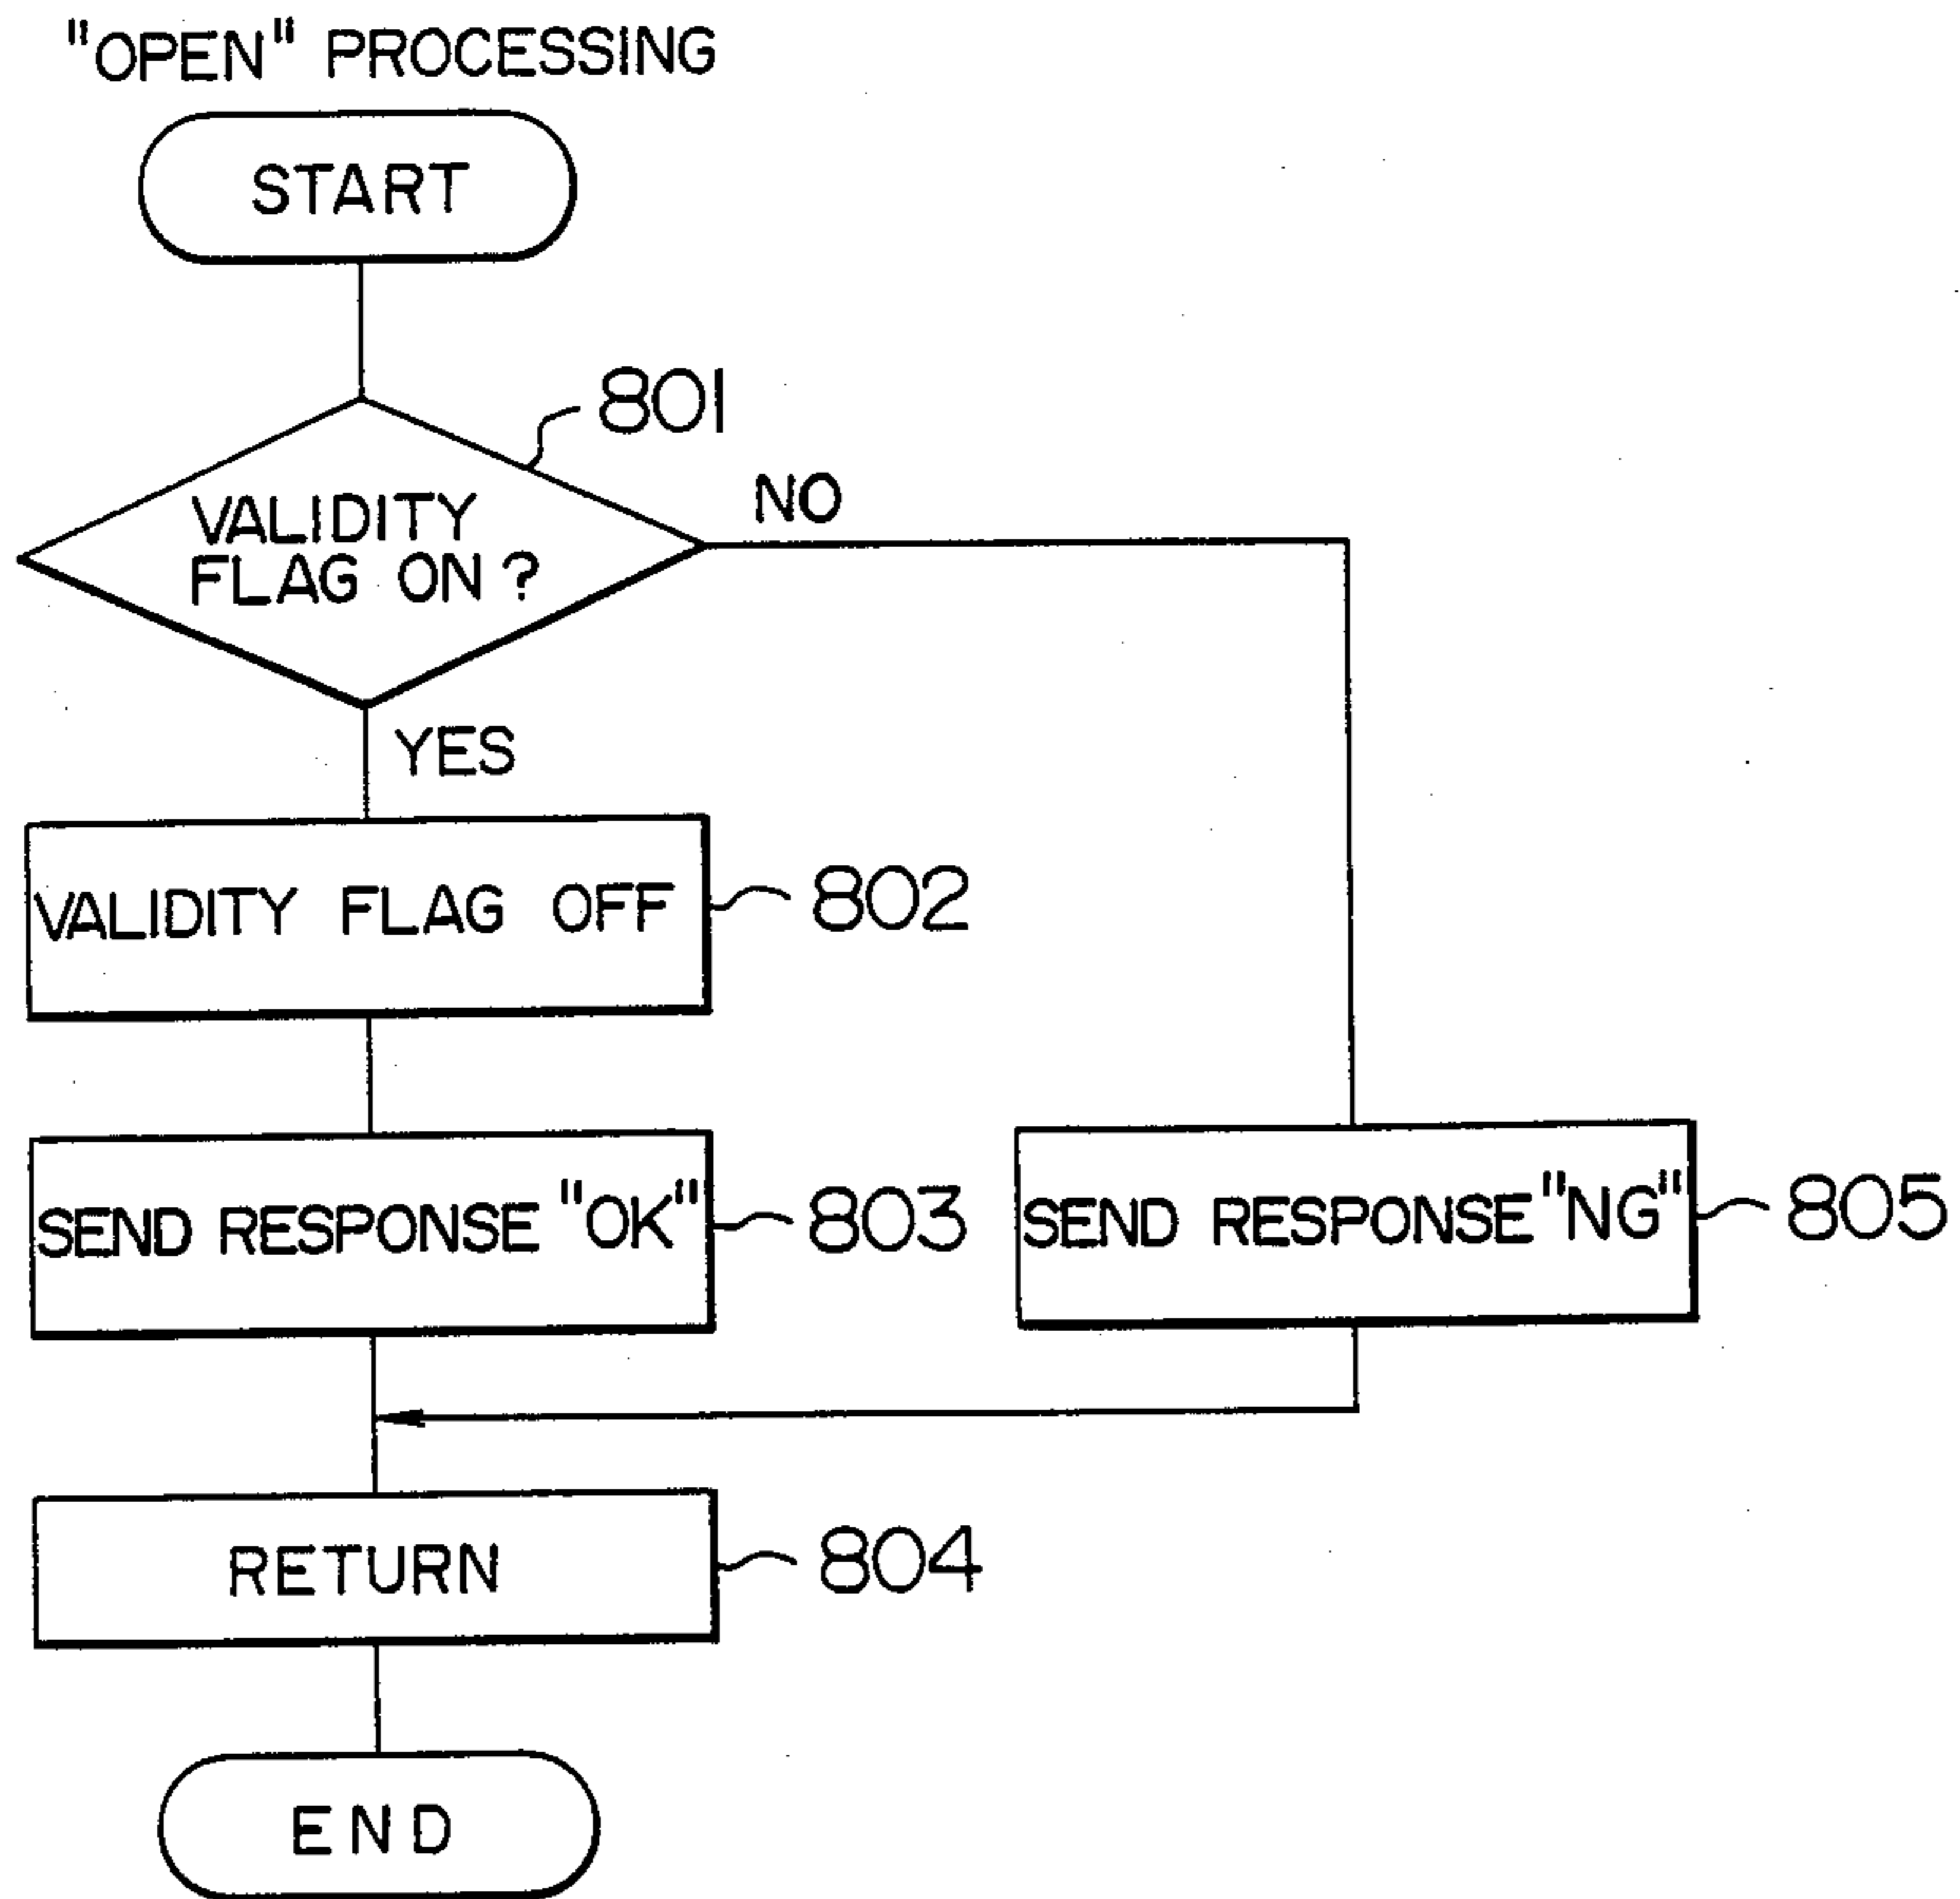 "OPEN" PROCESSING
START
801
VALIDITY
FLAG ON?
NO
YES
VALIDITY FLAG OFF
802
SEND RESPONSE "OK"
803
SEND RESPONSE "NG"
805
RETURN
804
END